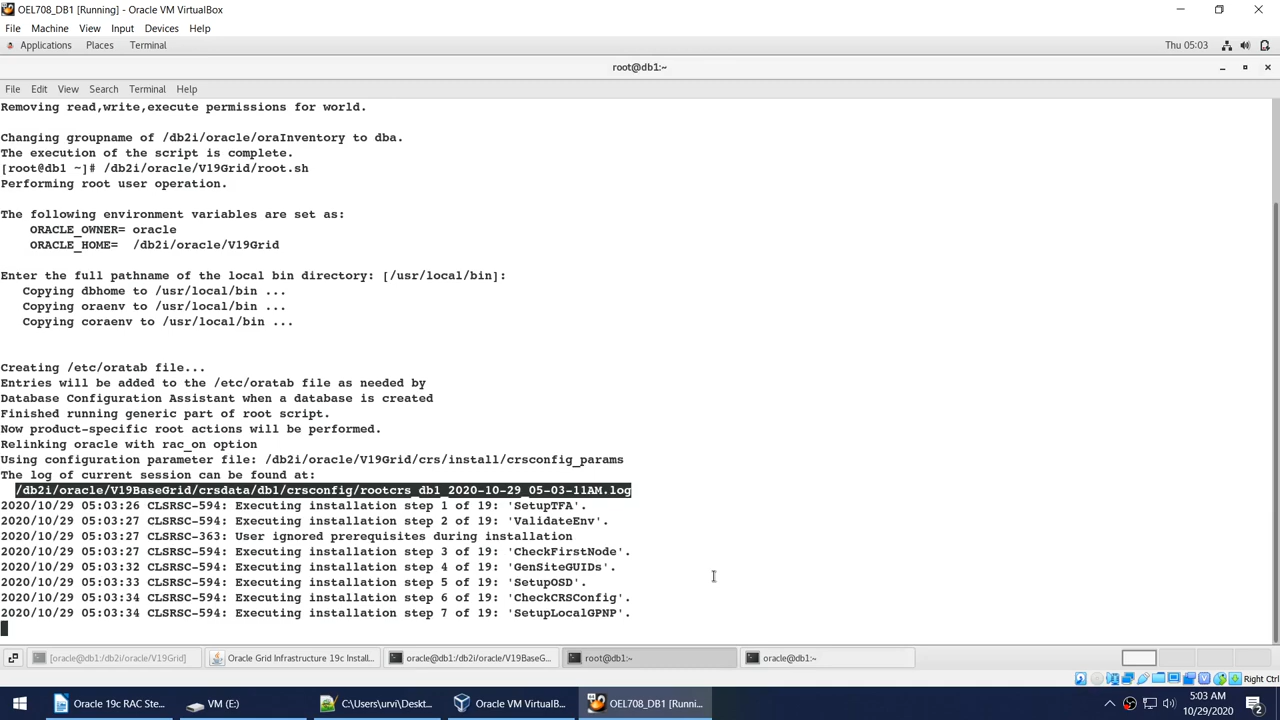 OEL708_DB1 [Running] - Oracle VM VirtualBox
File Machine View Input Devices Help
Applications Places Terminal Thu 05:03
root@db1:~
File Edit View Search Terminal Help
Removing read,write,execute permissions for world.
Changing groupname of /db2i/oracle/oraInventory to dba.
The execution of the script is complete.
[root@db1 ~]# /db2i/oracle/V19Grid/root.sh
Performing root user operation.
The following environment variables are set as:
ORACLE_OWNER= oracle
ORACLE_HOME=  /db2i/oracle/V19Grid
Enter the full pathname of the local bin directory: [/usr/local/bin]:
Copying dbhome to /usr/local/bin ...
Copying oraenv to /usr/local/bin ...
Copying coraenv to /usr/local/bin ...
Creating /etc/oratab file...
Entries will be added to the /etc/oratab file as needed by
Database Configuration Assistant when a database is created
Finished running generic part of root script.
Now product-specific root actions will be performed.
Relinking oracle with rac_on option
Using configuration parameter file: /db2i/oracle/V19Grid/crs/install/crsconfig_params
The log of current session can be found at:
/db2i/oracle/V19BaseGrid/crsdata/db1/crsconfig/rootcrs_db1_2020-10-29_05-03-11AM.log
2020/10/29 05:03:26 CLSRSC-594: Executing installation step 1 of 19: 'SetupTFA'.
2020/10/29 05:03:27 CLSRSC-594: Executing installation step 2 of 19: 'ValidateEnv'.
2020/10/29 05:03:27 CLSRSC-363: User ignored prerequisites during installation
2020/10/29 05:03:27 CLSRSC-594: Executing installation step 3 of 19: 'CheckFirstNode'.
2020/10/29 05:03:32 CLSRSC-594: Executing installation step 4 of 19: 'GenSiteGUIDs'.
2020/10/29 05:03:33 CLSRSC-594: Executing installation step 5 of 19: 'SetupOSD'.
2020/10/29 05:03:34 CLSRSC-594: Executing installation step 6 of 19: 'CheckCRSConfig'.
2020/10/29 05:03:34 CLSRSC-594: Executing installation step 7 of 19: 'SetupLocalGPNP'.
[oracle@db1:/db2i/oracle/V19Grid] Oracle Grid Infrastructure 19c Install... oracle@db1:/db2i/oracle/V19BaseG... root@db1:~ oracle@db1:~
Right Ctrl
Oracle 19c RAC Ste... VM (E:) C:\Users\urvi\Deskto... Oracle VM VirtualB... OEL708_DB1 [Runni... 5:03 AM
10/29/2020 2